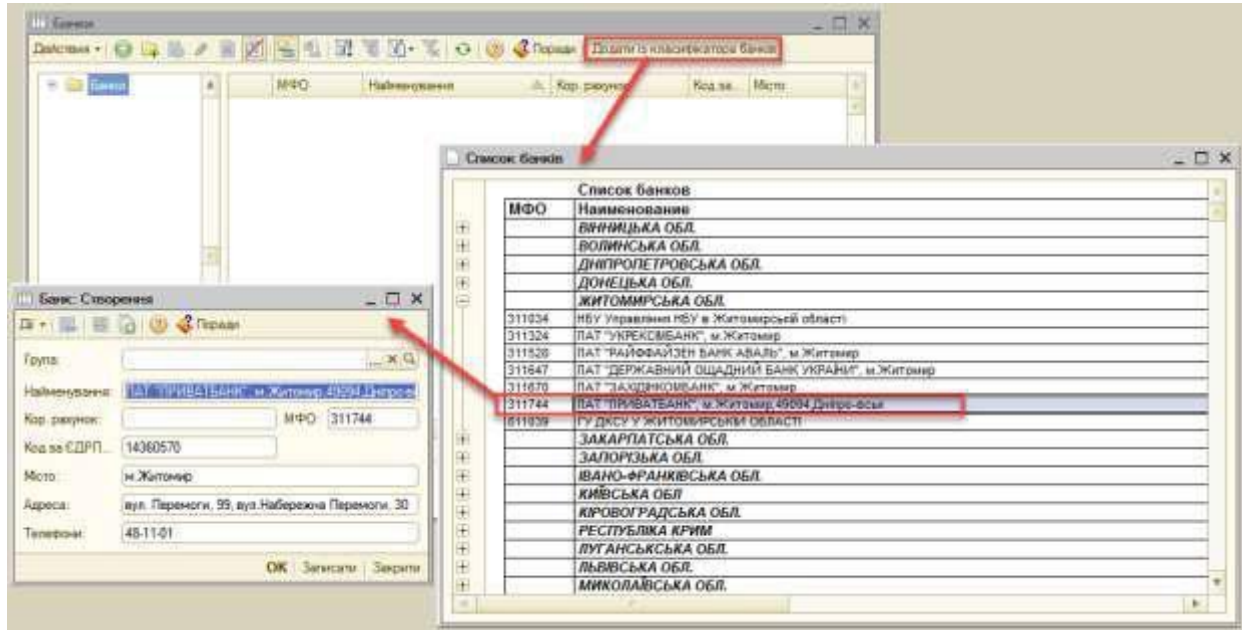 Банки
Действия
Поради
Додати із класифікатора банків
Банки
МФО Найменування Кор. рахунок Код за... Місто
Список банків
Список банков
МФО Наименование
ВІННИЦЬКА ОБЛ.
ВОЛИНСЬКА ОБЛ.
ДНІПРОПЕТРОВСЬКА ОБЛ.
ДОНЕЦЬКА ОБЛ.
ЖИТОМИРСЬКА ОБЛ.
311034 НБУ Управління НБУ в Житомирській області
311324 ПАТ "УКРЕКСІМБАНК", м.Житомир
311528 ПАТ "РАЙФФАЙЗЕН БАНК АВАЛЬ", м.Житомир
311647 ПАТ "ДЕРЖАВНИЙ ОЩАДНИЙ БАНК УКРАЇНИ", м.Житомир
311670 ПАТ "ЗАХІДІНКОМБАНК", м.Житомир
311744 ПАТ "ПРИВАТБАНК", м.Житомир,49094,Дніпро-вськ
811039 ГУ ДКСУ У ЖИТОМИРСЬКІЙ ОБЛАСТІ
ЗАКАРПАТСЬКА ОБЛ.
ЗАПОРІЗЬКА ОБЛ.
ІВАНО-ФРАНКІВСЬКА ОБЛ.
КИЇВСЬКА ОБЛ
КІРОВОГРАДСЬКА ОБЛ.
РЕСПУБЛІКА КРИМ
ЛУГАНСЬКСЬКА ОБЛ.
ЛЬВІВСЬКА ОБЛ.
МИКОЛАЇВСЬКА ОБЛ.
Банк: Створення
Поради
Група:
Найменування: ПАТ "ПРИВАТБАНК", м.Житомир,49094,Дніпро-в
Кор. рахунок: МФО 311744
Код за ЄДРП... 14360570
Місто: м.Житомир
Адреса: вул. Перемоги, 99, вул.Набережна Перемоги, 30
Телефони: 48-11-01
ОК Записати Закрити